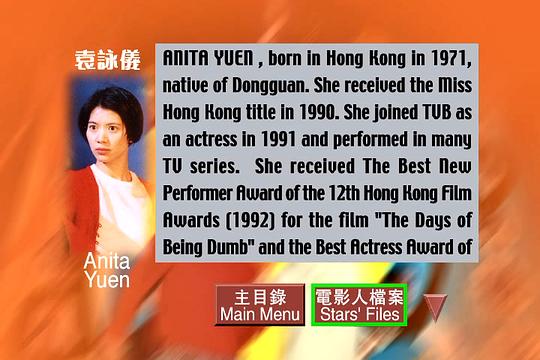 袁詠儀
ANITA YUEN , born in Hong Kong in 1971,
native of Dongguan. She received the Miss
Hong Kong title in 1990. She joined TVB as
an actress in 1991 and performed in many
TV series. She received The Best New
Performer Award of the 12th Hong Kong Film
Awards (1992) for the film "The Days of
Being Dumb" and the Best Actress Award of
Anita
Yuen
主目錄
Main Menu
電影人檔案
Stars' Files